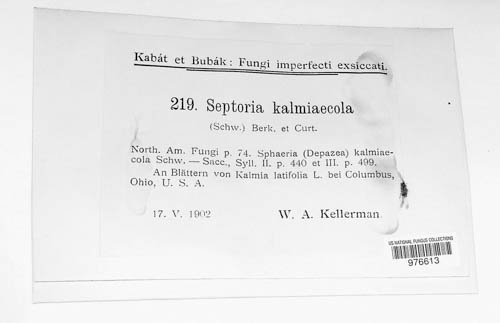 Kabát et Bubák: Fungi imperfecti exsiccati.
219. Septoria kalmiaecola
(Schw.) Berk. et Curt.
North. Am. Fungi p. 74. Sphaeria (Depazea) kalmiae-
cola Schw. — Sacc., Syll. II. p. 440 et III. p. 499.
An Blättern von Kalmia latifolia L. bei Columbus,
Ohio, U. S. A.
17. V. 1902 W. A. Kellerman.
US NATIONAL FUNGUS COLLECTIONS
976613